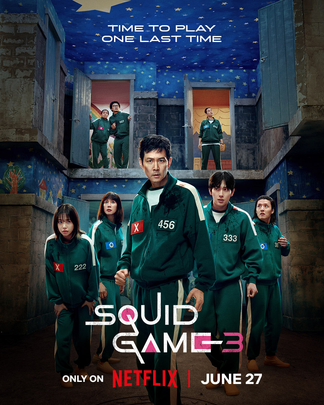 TIME TO PLAY
ONE LAST TIME
456
333
X
222
X
SQUID
GAME 3
ONLY ON NETFLIX | JUNE 27